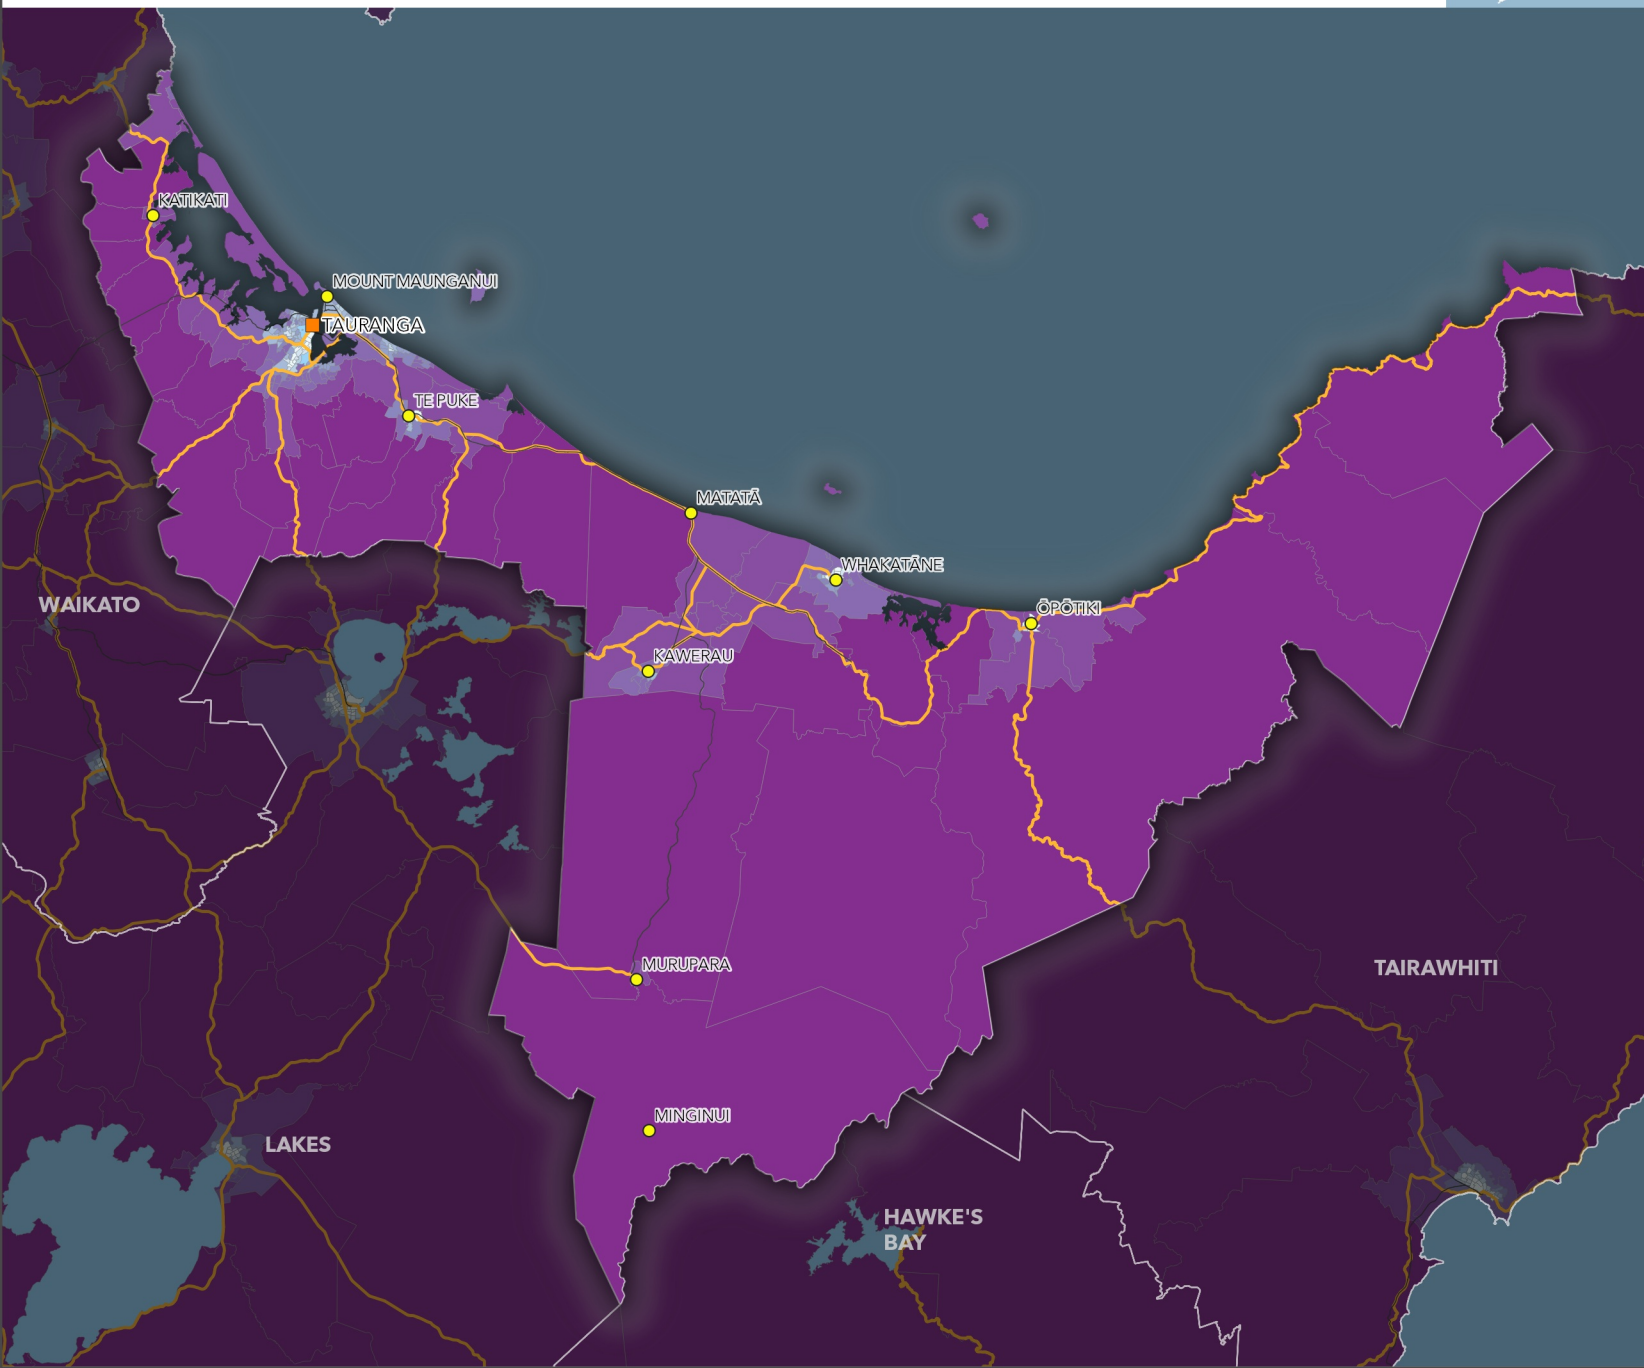 KATIKATI
MOUNT MAUNGANUI
TAURANGA
TE PUKE
MATATĀ
WHAKATĀNE
WAIKATO
ŌPŌTIKI
KAWERAU
MURUPARA
TAIRAWHITI
MINGINUI
LAKES
HAWKE'S
BAY